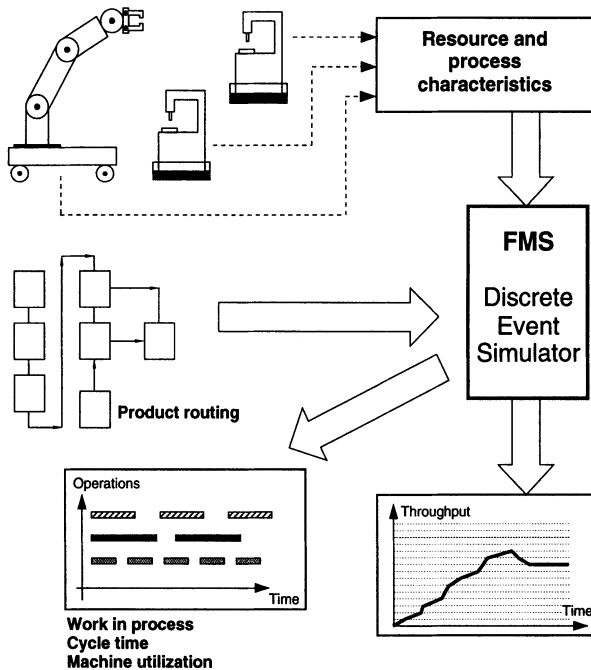 Resource and
process
characteristics
FMS
Discrete
Event
Simulator
Product routing
Operations
Time
Throughput
Time
Work in process
Cycle time
Machine utilization